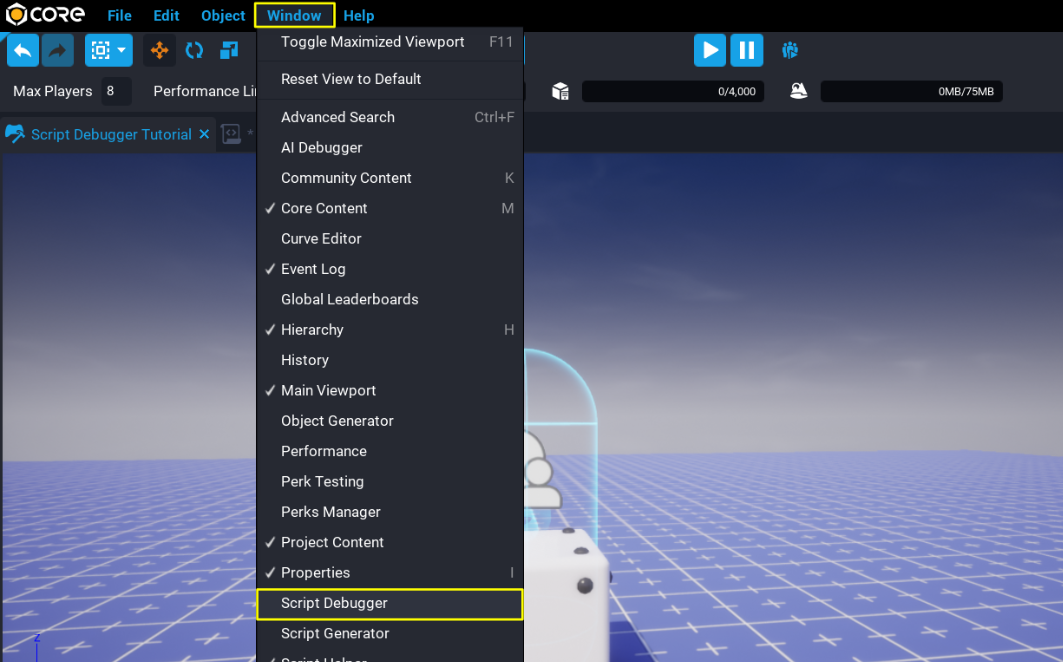 CORE File Edit Object Window Help
Max Players 8 Performance Li
0/4,000
0MB/75MB
Script Debugger Tutorial
*
Toggle Maximized Viewport F11
Reset View to Default
Advanced Search Ctrl+F
AI Debugger
Community Content K
Core Content M
Curve Editor
Event Log
Global Leaderboards
Hierarchy H
History
Main Viewport
Object Generator
Performance
Perk Testing
Perks Manager
Project Content
Properties I
Script Debugger
Script Generator
Script Helper
Z